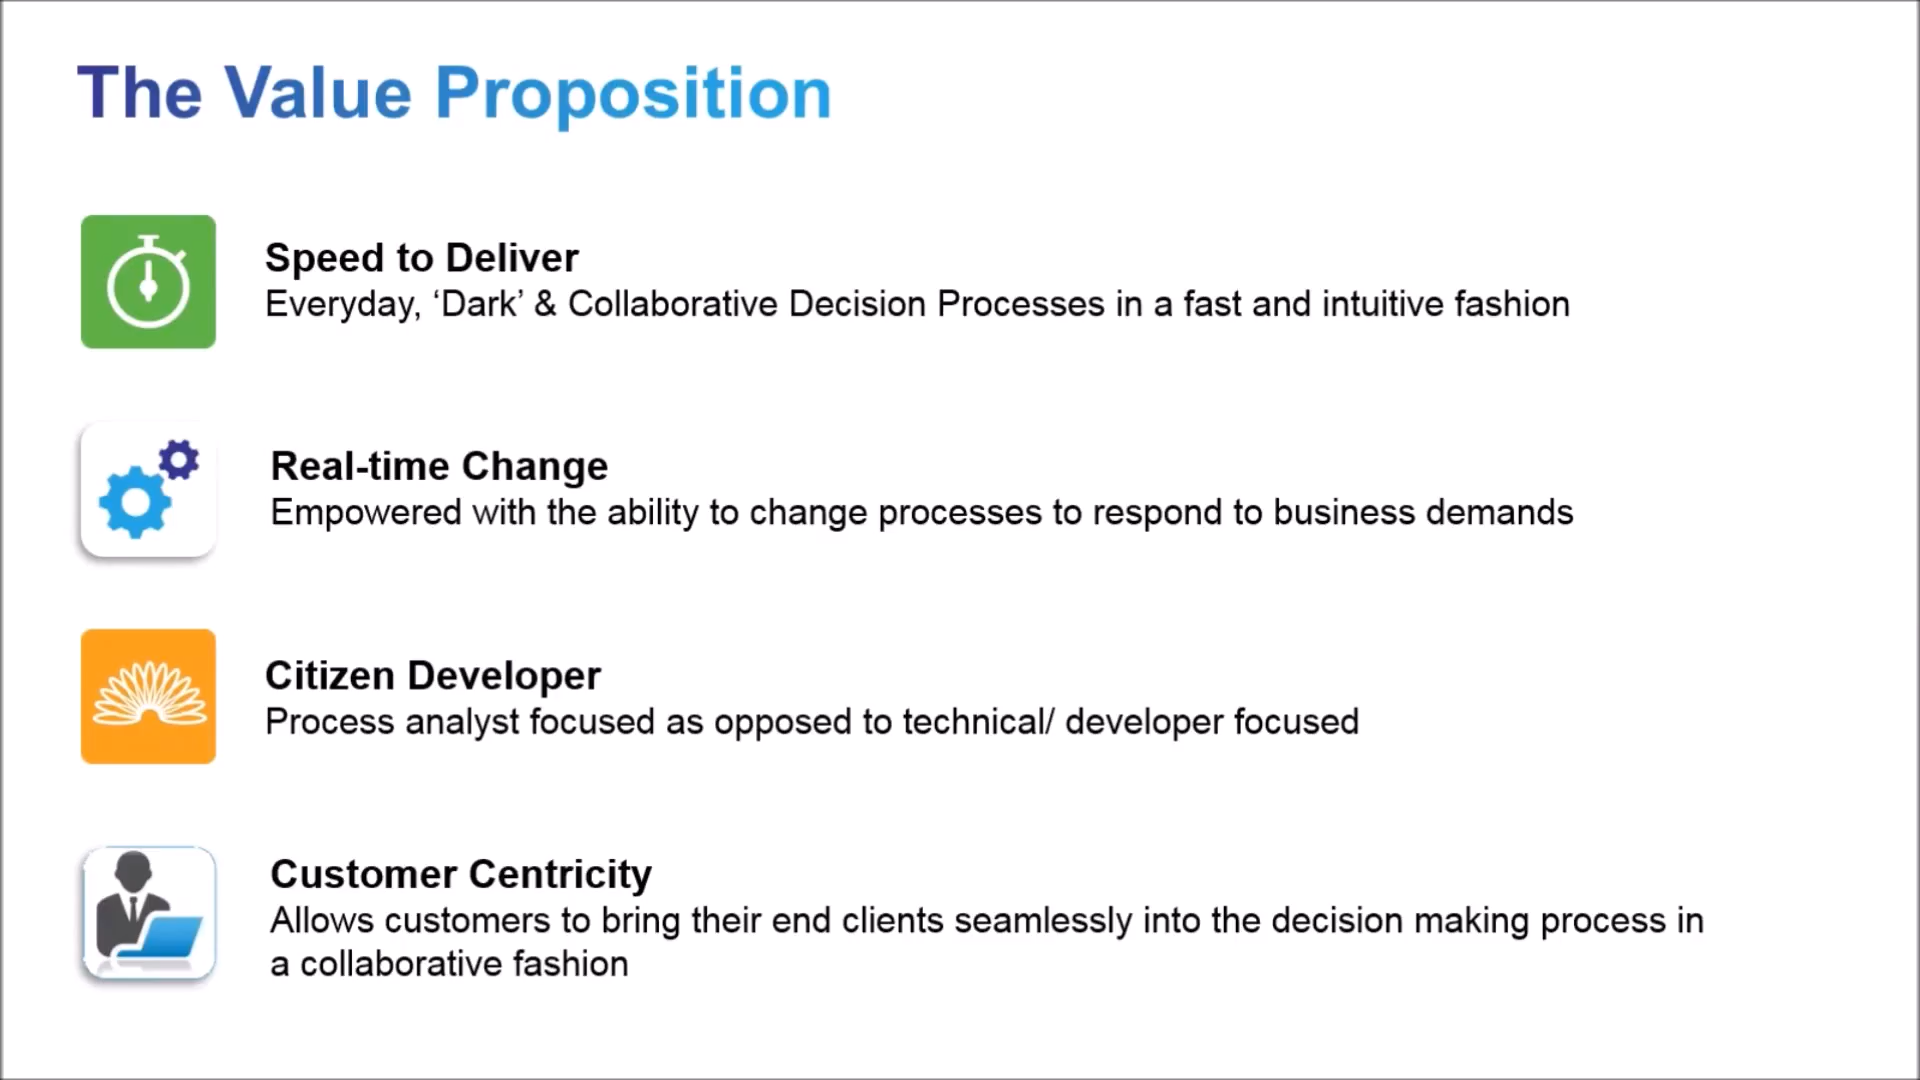 The Value Proposition
Speed to Deliver
Everyday, ‘Dark’ & Collaborative Decision Processes in a fast and intuitive fashion
Real-time Change
Empowered with the ability to change processes to respond to business demands
Citizen Developer
Process analyst focused as opposed to technical/ developer focused
Customer Centricity
Allows customers to bring their end clients seamlessly into the decision making process in
a collaborative fashion